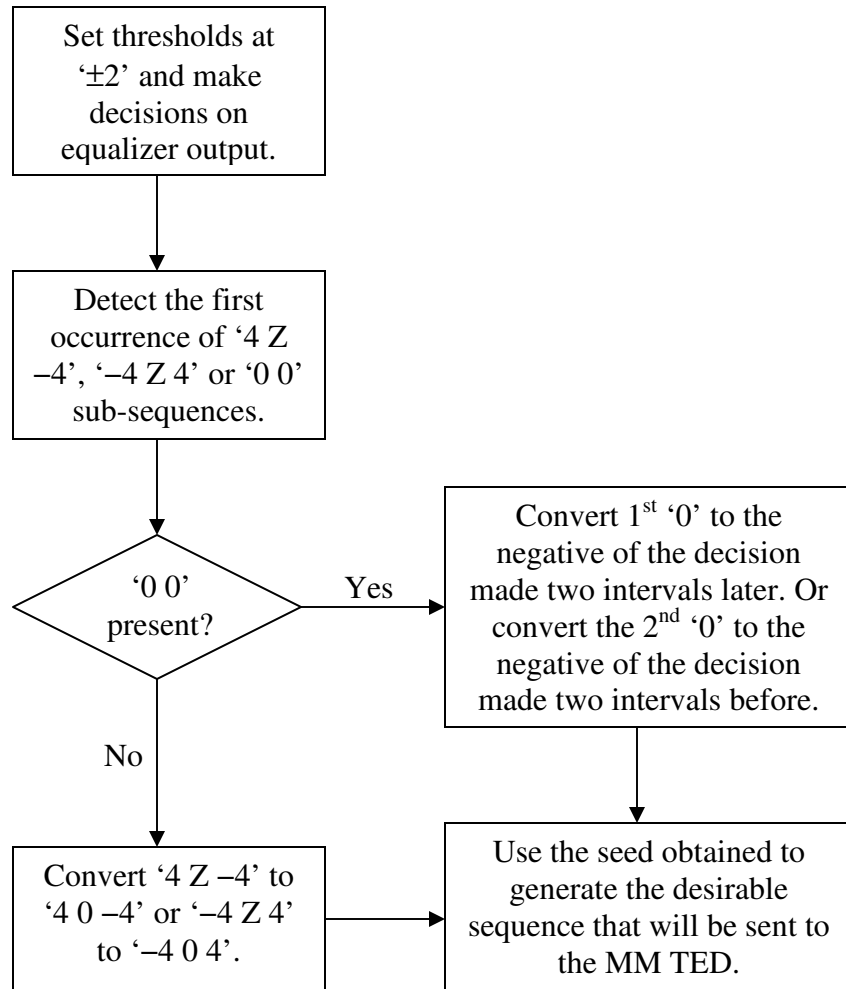 Set thresholds at
‘±2’ and make
decisions on
equalizer output.
Detect the first
occurrence of ‘4 Z
−4’, ‘−4 Z 4’ or ‘0 0’
sub-sequences.
‘0 0’
present?
Yes
Convert 1st ‘0’ to the
negative of the decision
made two intervals later. Or
convert the 2nd ‘0’ to the
negative of the decision
made two intervals before.
No
Convert ‘4 Z −4’ to
‘4 0 −4’ or ‘−4 Z 4’
to ‘−4 0 4’.
Use the seed obtained to
generate the desirable
sequence that will be sent to
the MM TED.